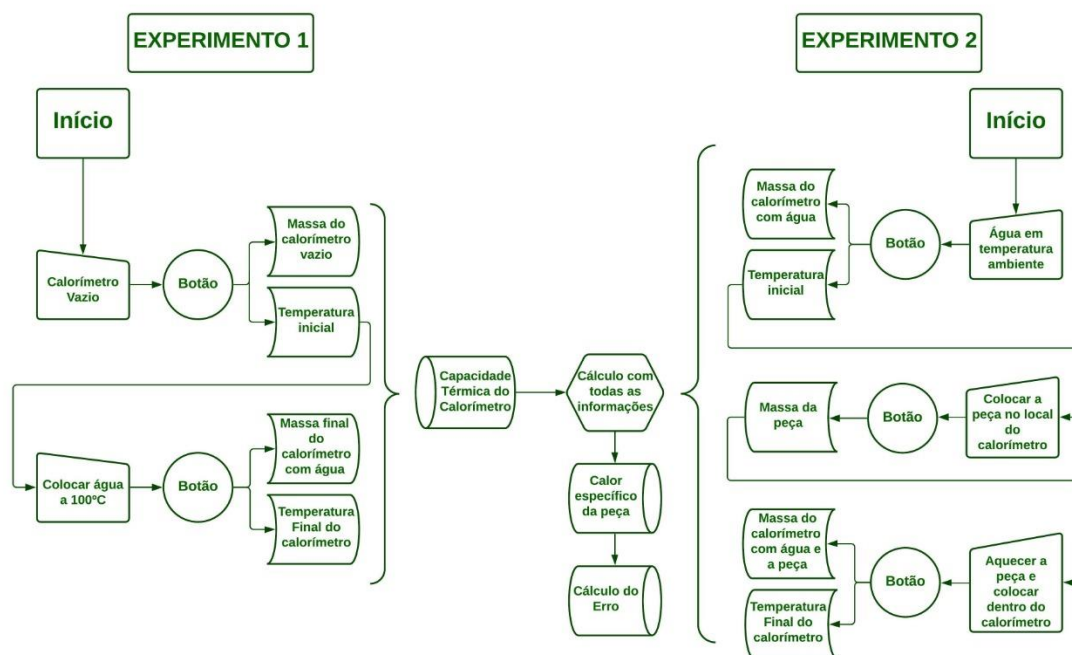 EXPERIMENTO 1
Início
Calorímetro
Vazio
Botão
Massa do
calorímetro
vazio
Temperatura
inicial
Colocar água
a 100ºC
Botão
Massa final
do
calorímetro
com água
Temperatura
Final do
calorímetro
Capacidade
Térmica do
Calorímetro
Cálculo com
todas as
informações
Calor
específico
da peça
Cálculo do
Erro
EXPERIMENTO 2
Início
Água em
temperatura
ambiente
Botão
Massa do
calorímetro
com água
Temperatura
inicial
Colocar a
peça no local
do
calorímetro
Botão
Massa da
peça
Aquecer a
peça e
colocar
dentro do
calorímetro
Botão
Massa do
calorímetro
com água e
a peça
Temperatura
Final do
calorímetro